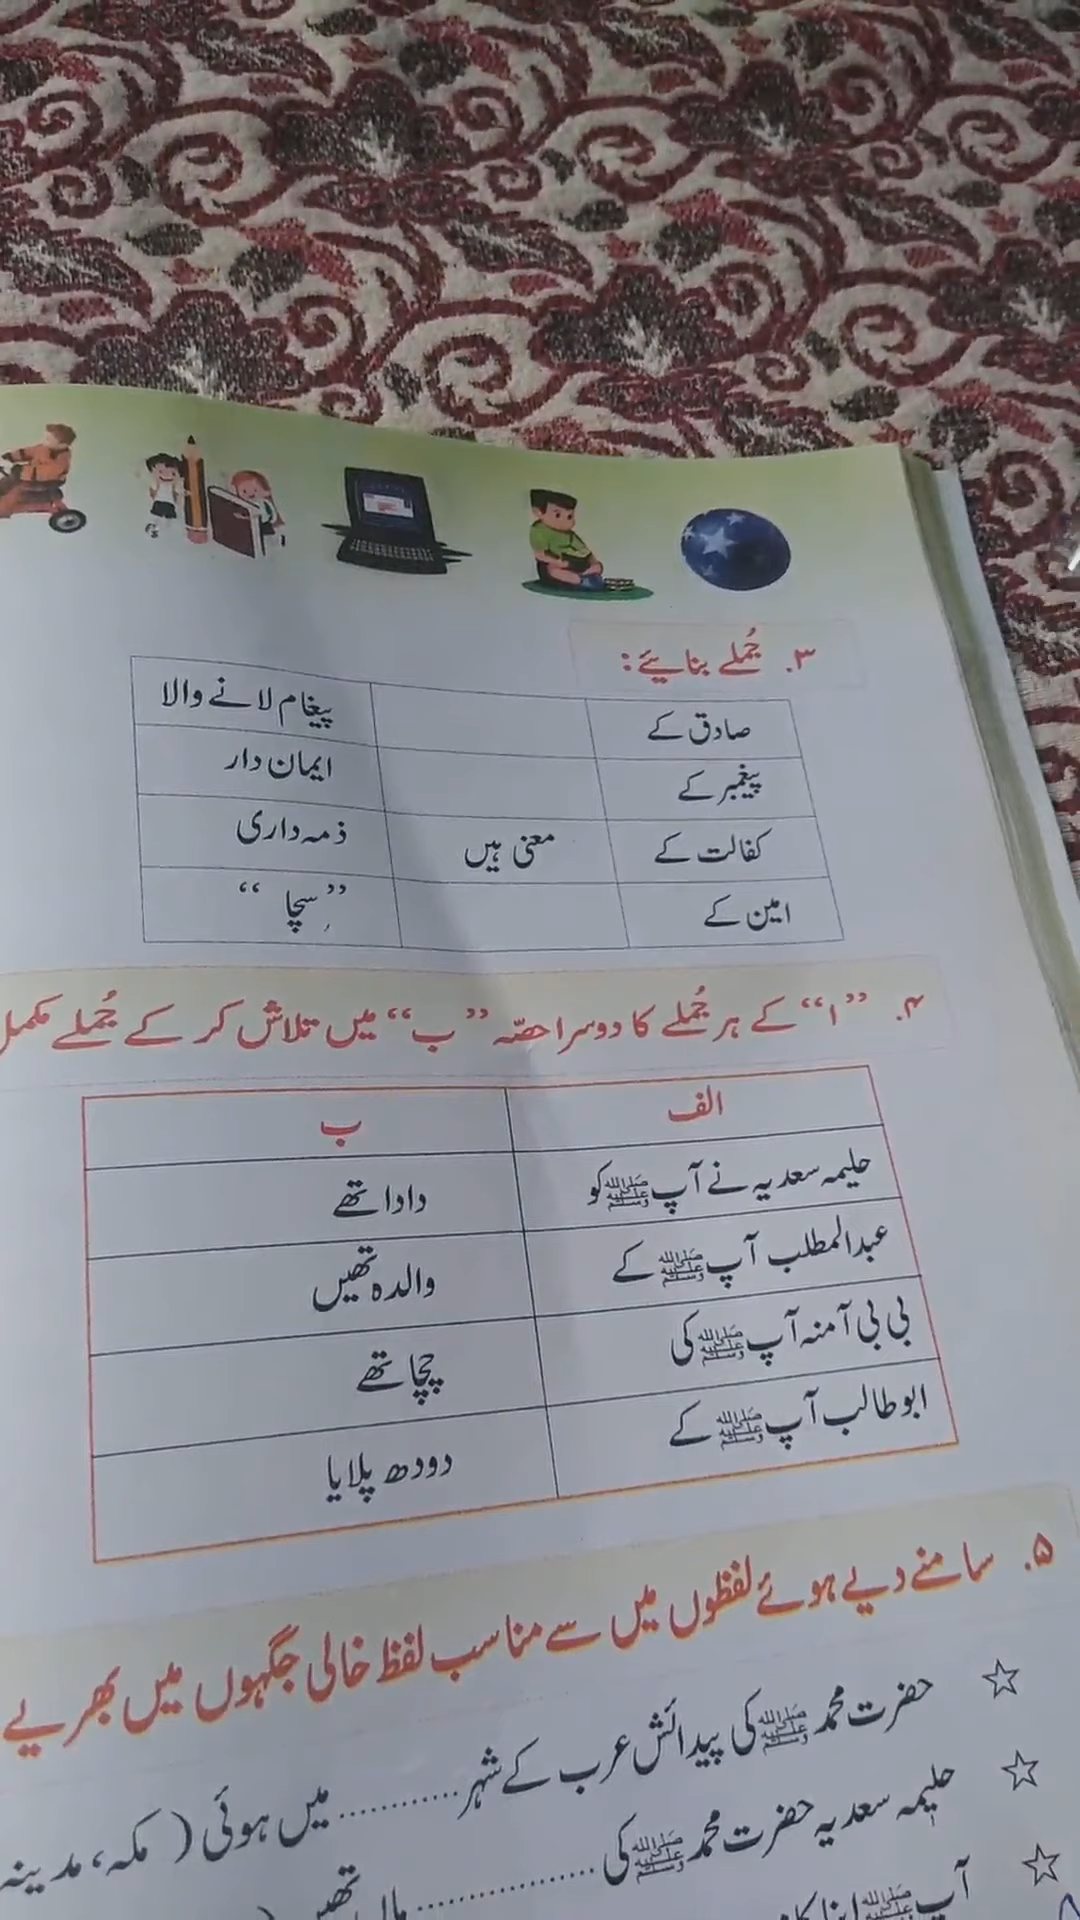 ۳. جُملے بنایئے:
صادق کے پیغام لانے والا
پیغمبر کے ایمان دار
کفالت کے معنی ہیں ذمہ داری
امین کے ”سچا“
۴. ”ا“ کے ہر جُملے کا دوسرا حصّہ ”ب“ میں تلاش کر کے جُملے مکمل
الف ب
حلیمہ سعدیہ نے آپ ﷺ کو دادا تھے
عبدالمطلب آپ ﷺ کے والدہ تھیں
بی بی آمنہ آپ ﷺ کی چچا تھے
ابو طالب آپ ﷺ کے دودھ پلایا
۵. سامنے دیے ہوئے لفظوں میں سے مناسب لفظ خالی جگہوں میں بھریے
☆ حضرت محمد ﷺ کی پیدائش عرب کے شہر ............ میں ہوئی ( مکہ، مدینہ
☆ حلیمہ سعدیہ حضرت محمد ﷺ کی .................. ماں تھیں (
☆ آپ ﷺ اپنا